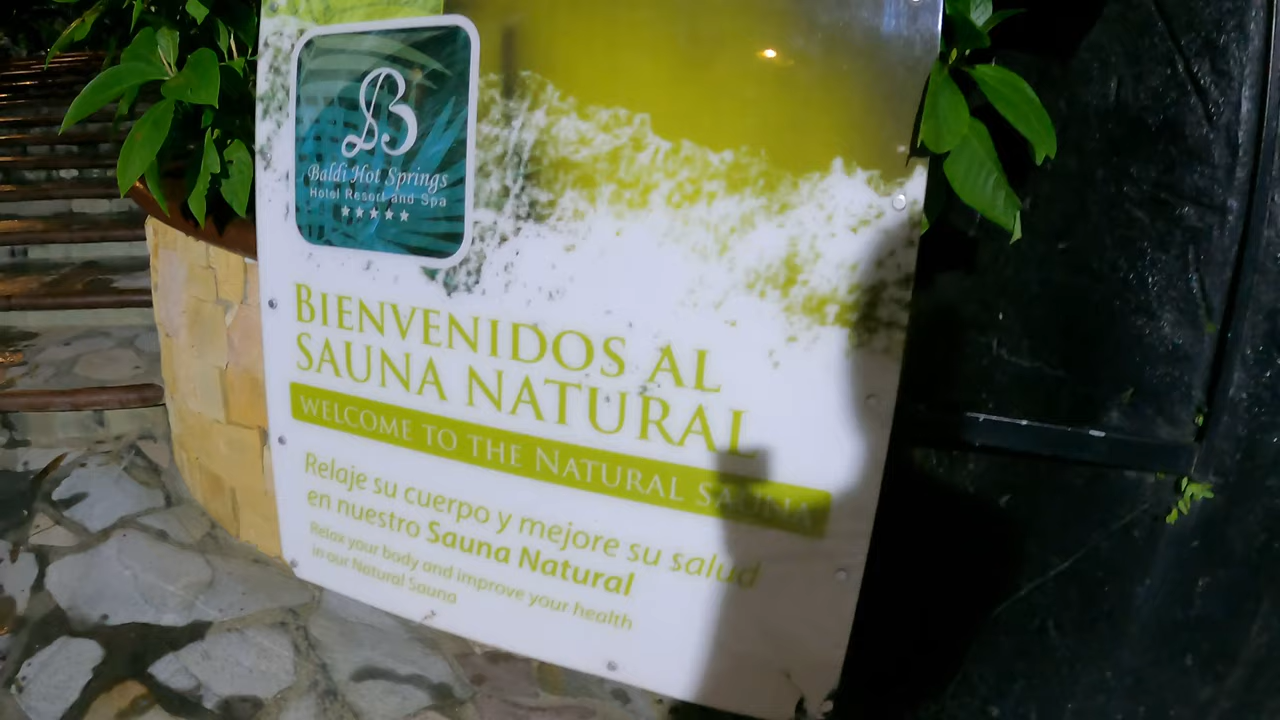 B
Baldi Hot Springs
Hotel Resort and Spa
BIENVENIDOS AL
SAUNA NATURAL
WELCOME TO THE NATURAL SAUNA
Relaje su cuerpo y mejore su salud
en nuestro Sauna Natural
Relax your body and improve your health
in our Natural Sauna